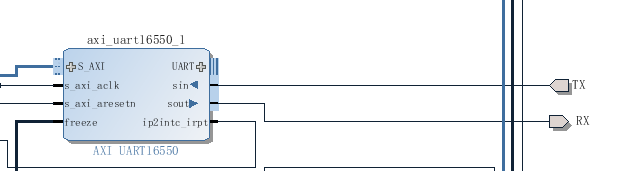 axi_uart16550_1
S_AXI UART
s_axi_aclk sin TX
s_axi_aresetn sout
freeze ip2intc_irpt RX
AXI UART16550